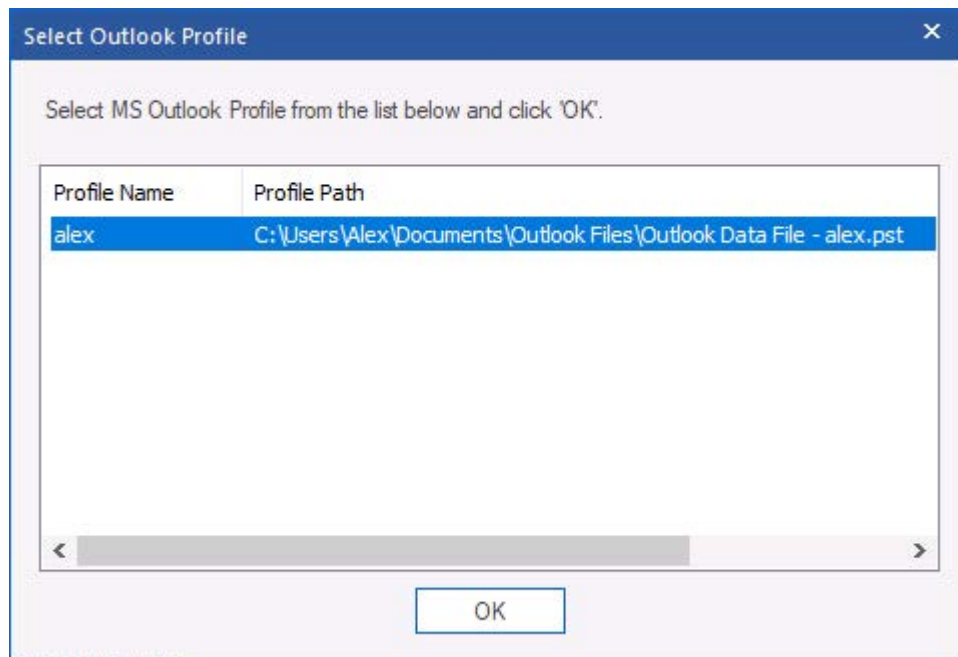 Select Outlook Profile
Select MS Outlook Profile from the list below and click 'OK'.
Profile Name Profile Path
alex C:\Users\Alex\Documents\Outlook Files\Outlook Data File - alex.pst
OK